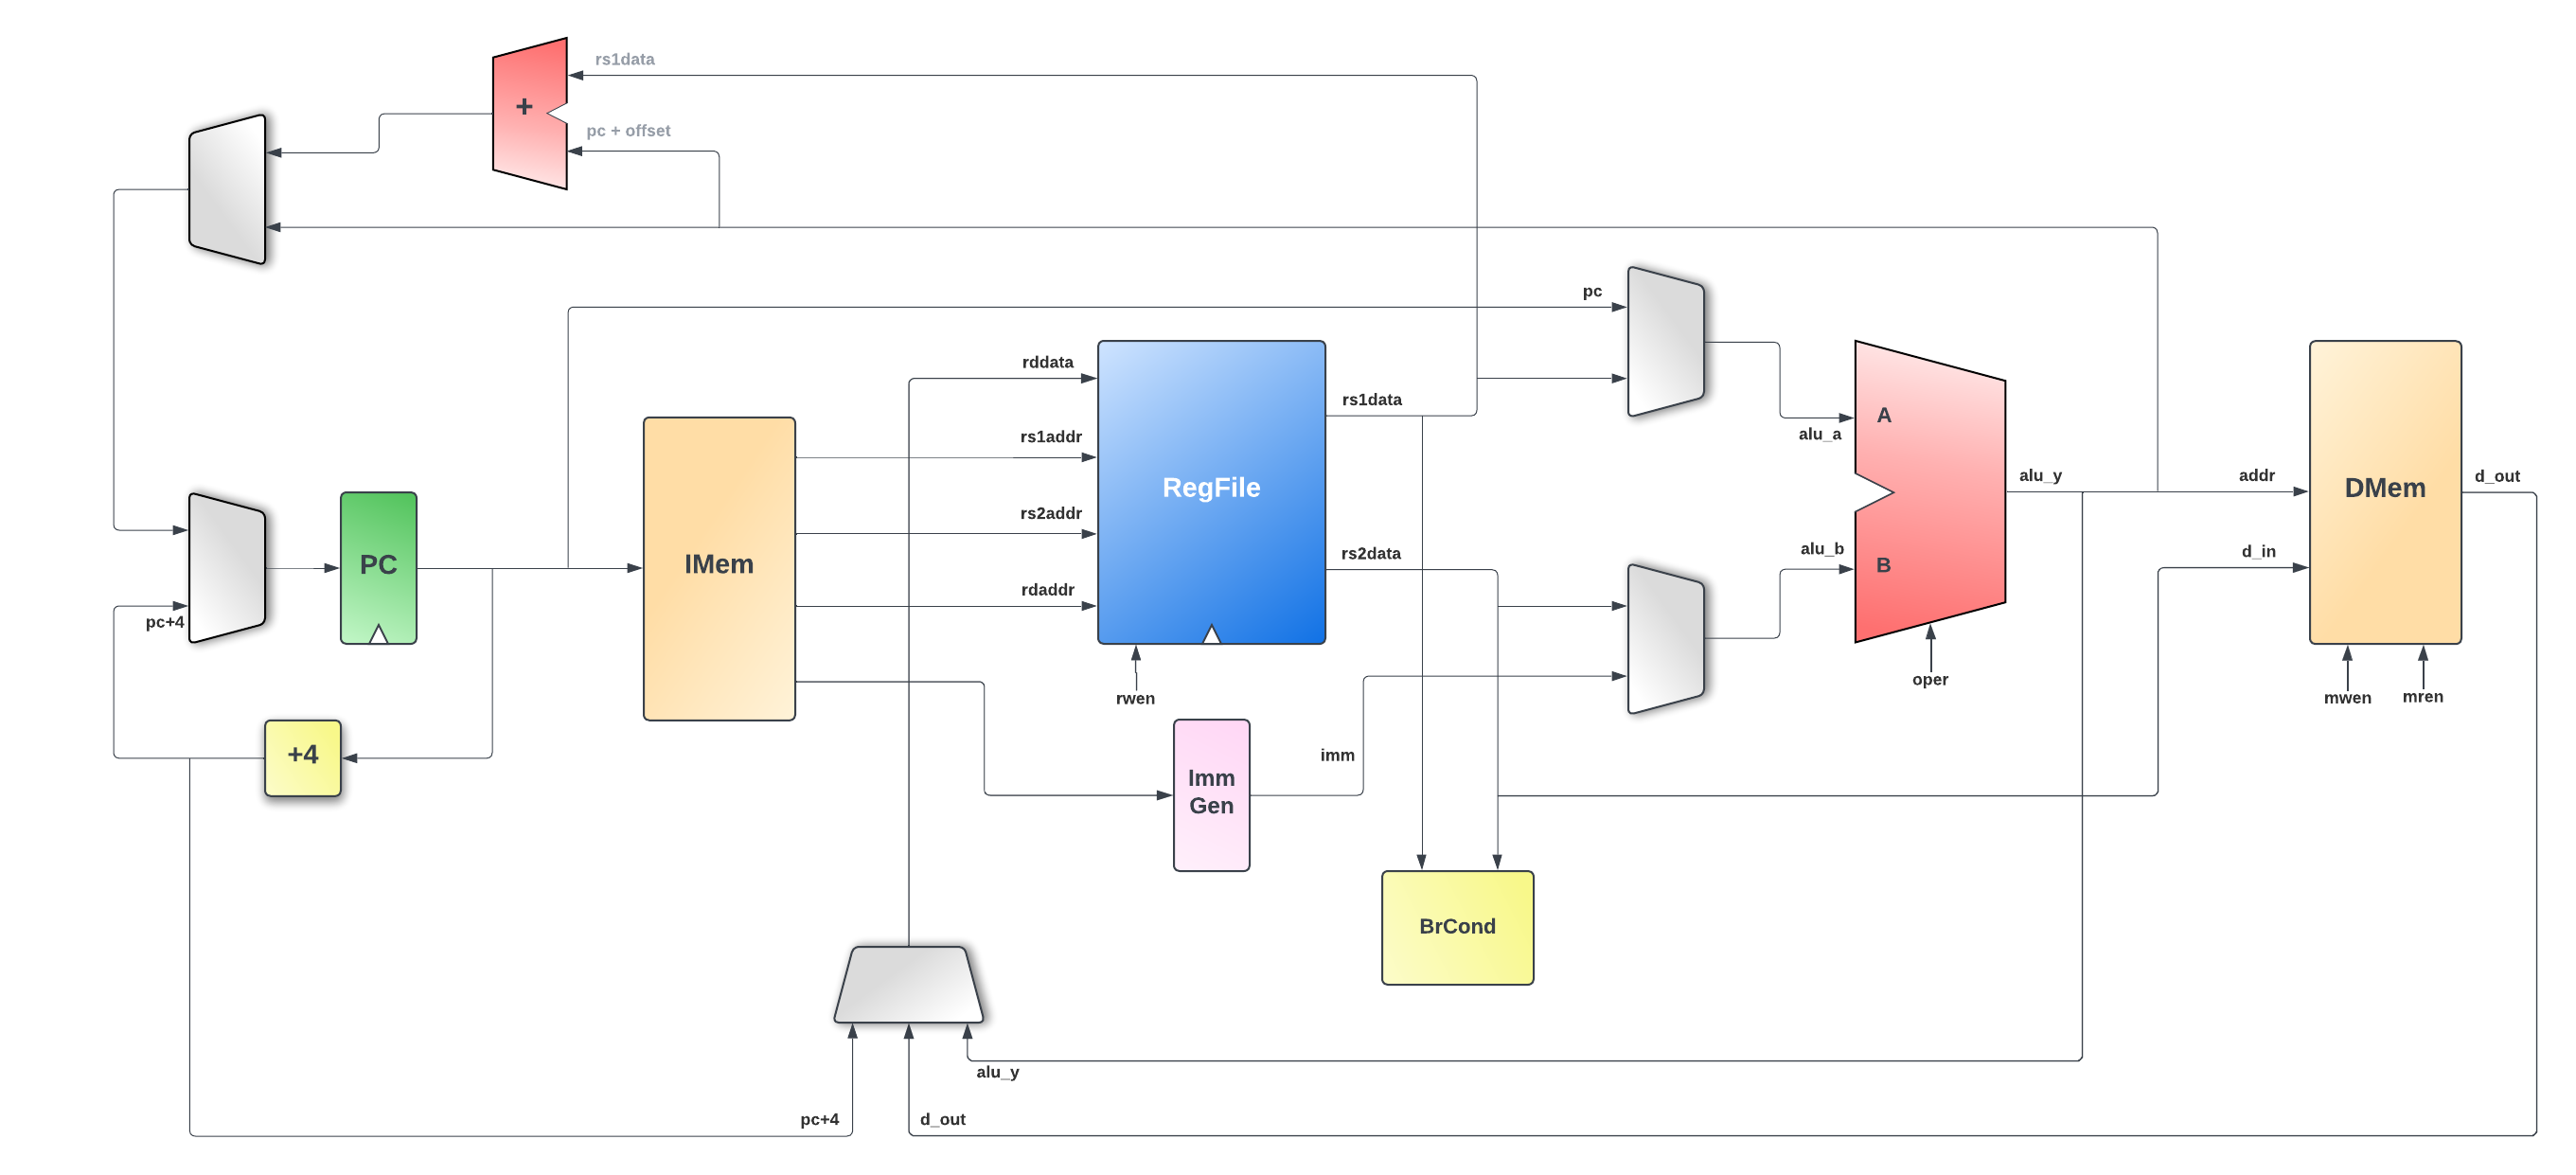 rs1data
+
pc + offset
pc
rddata
rs1data
rs1addr
A
alu_a
RegFile
alu_y
addr
DMem
d_out
rs2addr
rs2data
alu_b
d_in
PC
IMem
B
rdaddr
pc+4
oper
rwen
mwen
mren
+4
imm
Imm
Gen
BrCond
alu_y
pc+4
d_out